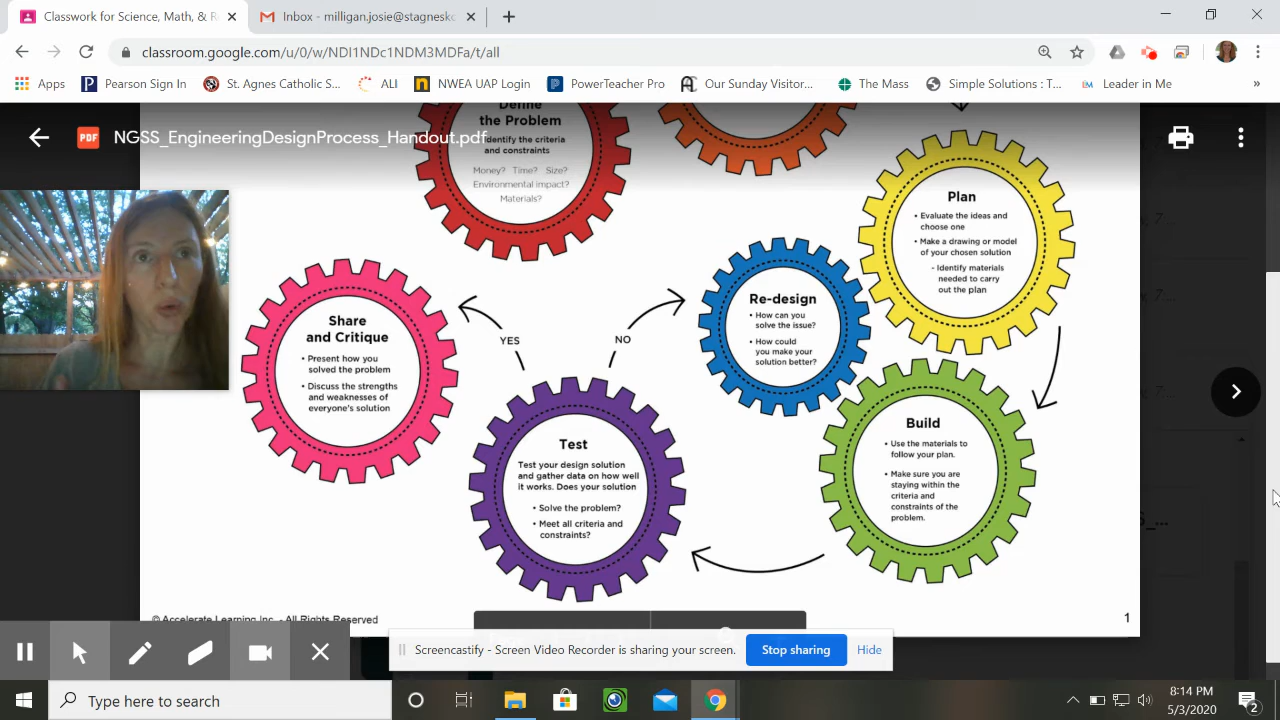 Classwork for Science, Math, & R
Inbox - millman.joan@stagneskc
classroom.google.com/u/0/w/NDI1NDc1NDM3MDFa/t/all
Apps
Pearson Sign In
St. Agnes Catholic S...
ALI
NWEA UAP Login
PowerTeacher Pro
Our Sunday Visitor...
The Mass
Simple Solutions : T...
Leader in Me
»
PDF
NGSS_EngineeringDesignProcess_Handout.pdf
Define
the Problem
Identify the criteria
and constraints
Money? Time? Size?
Environmental impact?
Materials?
Plan
• Evaluate the ideas and
choose one
• Make a drawing or model
of your chosen solution
- Identify materials
needed to carry
out the plan
Re-design
• How can you
solve the issue?
• How could
you make your
solution better?
Share
and Critique
• Present how you
solved the problem
• Discuss the strengths
and weaknesses of
everyone's solution
YES
NO
Build
• Use the materials to
follow your plan.
• Make sure you are
staying within the
criteria and
constraints of the
problem.
Test
Test your design solution
and gather data on how well
it works. Does your solution
• Solve the problem?
• Meet all criteria and
constraints?
© Accelerate Learning Inc. - All Rights Reserved
1
Screencastify - Screen Video Recorder is sharing your screen.
Stop sharing
Hide
Type here to search
8:14 PM
5/3/2020
2